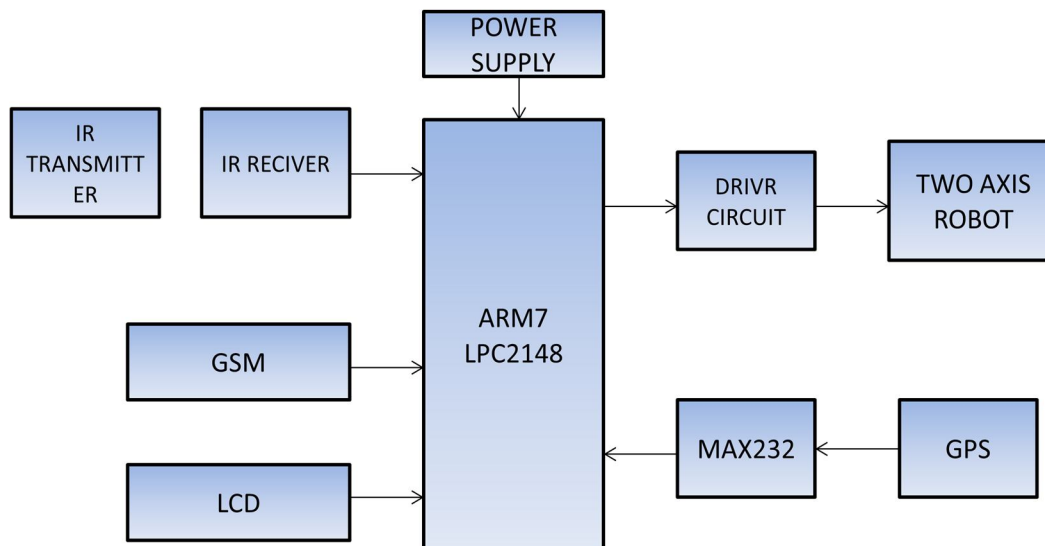 POWER
SUPPLY
IR
TRANSMITT
ER
IR RECIVER
DRIVR
CIRCUIT
TWO AXIS
ROBOT
ARM7
LPC2148
GSM
MAX232
GPS
LCD